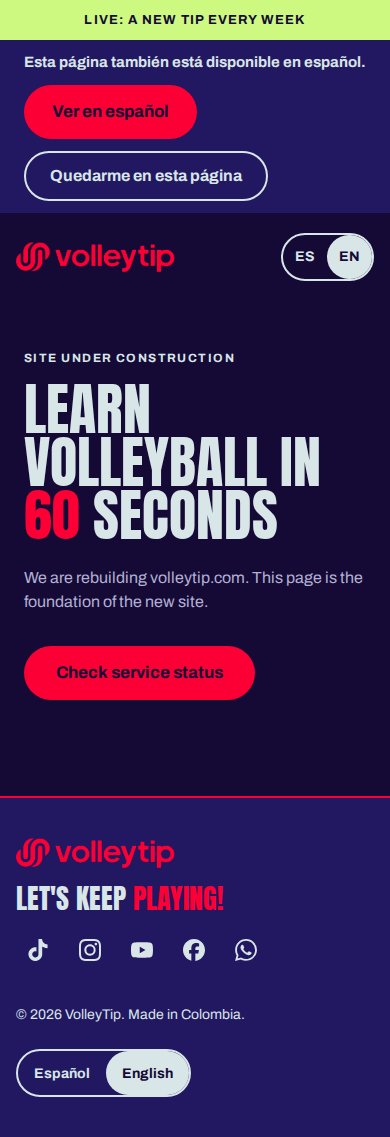 LIVE: A NEW TIP EVERY WEEK
Esta página también está disponible en español.
Ver en español
Quedarme en esta página
volleytip
ES EN
SITE UNDER CONSTRUCTION
LEARN
VOLLEYBALL IN
60 SECONDS
We are rebuilding volleytip.com. This page is the
foundation of the new site.
Check service status
volleytip
LET'S KEEP PLAYING!
© 2026 VolleyTip. Made in Colombia.
Español English